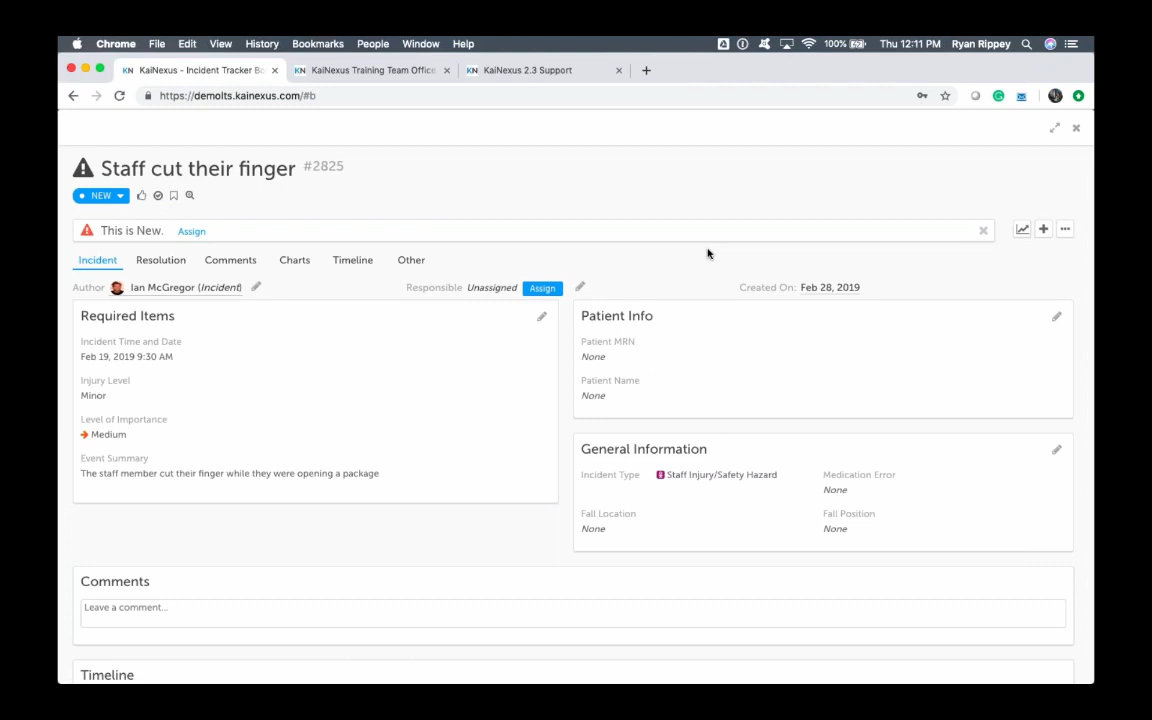 Chrome File Edit View History Bookmarks People Window Help 100% Thu 12:11 PM Ryan Rippey
KN KaiNexus - Incident Tracker Bo KN KaiNexus Training Team Office KN KaiNexus 2.3 Support
https://demolts.kainexus.com/#b
Staff cut their finger #2825
NEW
This is New. Assign
Incident Resolution Comments Charts Timeline Other
Author Ian McGregor (Incident) Responsible Unassigned Assign Created On: Feb 28, 2019
Required Items
Incident Time and Date
Feb 19, 2019 9:30 AM
Injury Level
Minor
Level of Importance
Medium
Event Summary
The staff member cut their finger while they were opening a package
Patient Info
Patient MRN
None
Patient Name
None
General Information
Incident Type Staff Injury/Safety Hazard Medication Error
None
Fall Location Fall Position
None None
Comments
Leave a comment...
Timeline